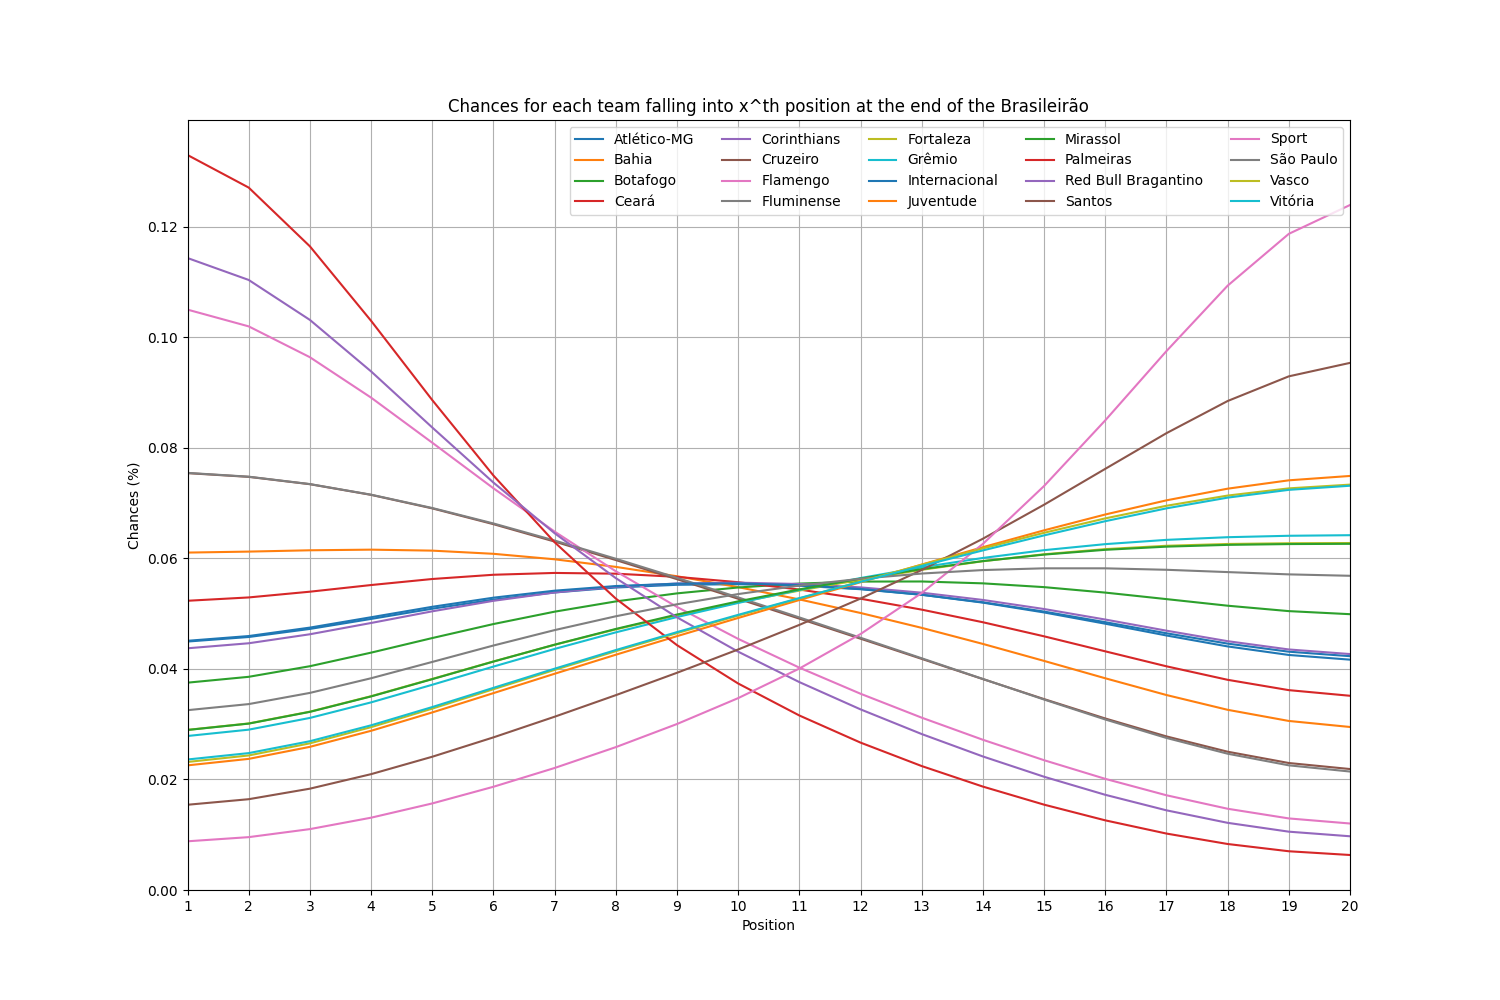 Chances for each team falling into x^th position at the end of the Brasileirão
Atlético-MG Corinthians Fortaleza Mirassol Sport
Bahia Cruzeiro Grêmio Palmeiras São Paulo
Botafogo Flamengo Internacional Red Bull Bragantino Vasco
Ceará Fluminense Juventude Santos Vitória
0.12
0.10
0.08
Chances (%)
0.06
0.04
0.02
0.00
1 2 3 4 5 6 7 8 9 10 11 12 13 14 15 16 17 18 19 20
Position